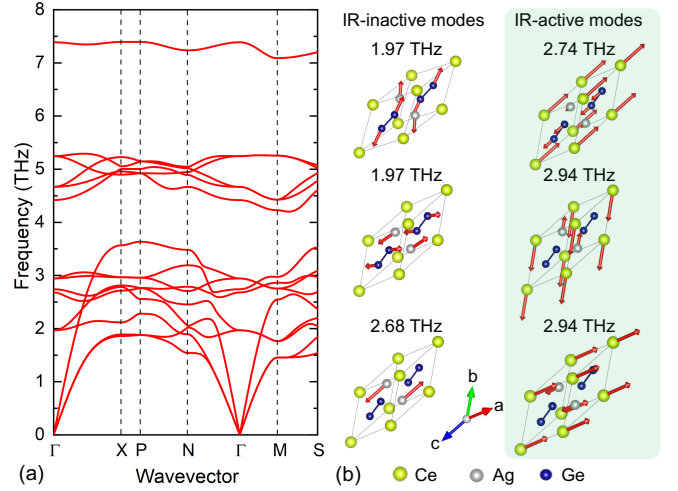 8
7
6
5
4
3
2
1
0
Frequency (THz)
Γ X P N Γ M S
Wavevector
(a)
IR-inactive modes
IR-active modes
1.97 THz
2.74 THz
1.97 THz
2.94 THz
2.68 THz
2.94 THz
b
a
c
(b)
Ce Ag Ge